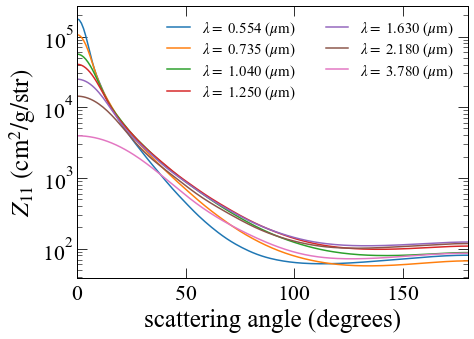 λ = 0.554 (μm)
λ = 0.735 (μm)
λ = 1.040 (μm)
λ = 1.250 (μm)
λ = 1.630 (μm)
λ = 2.180 (μm)
λ = 3.780 (μm)
Z₁₁ (cm²/g/str)
10⁵
10⁴
10³
10²
0 50 100 150
scattering angle (degrees)